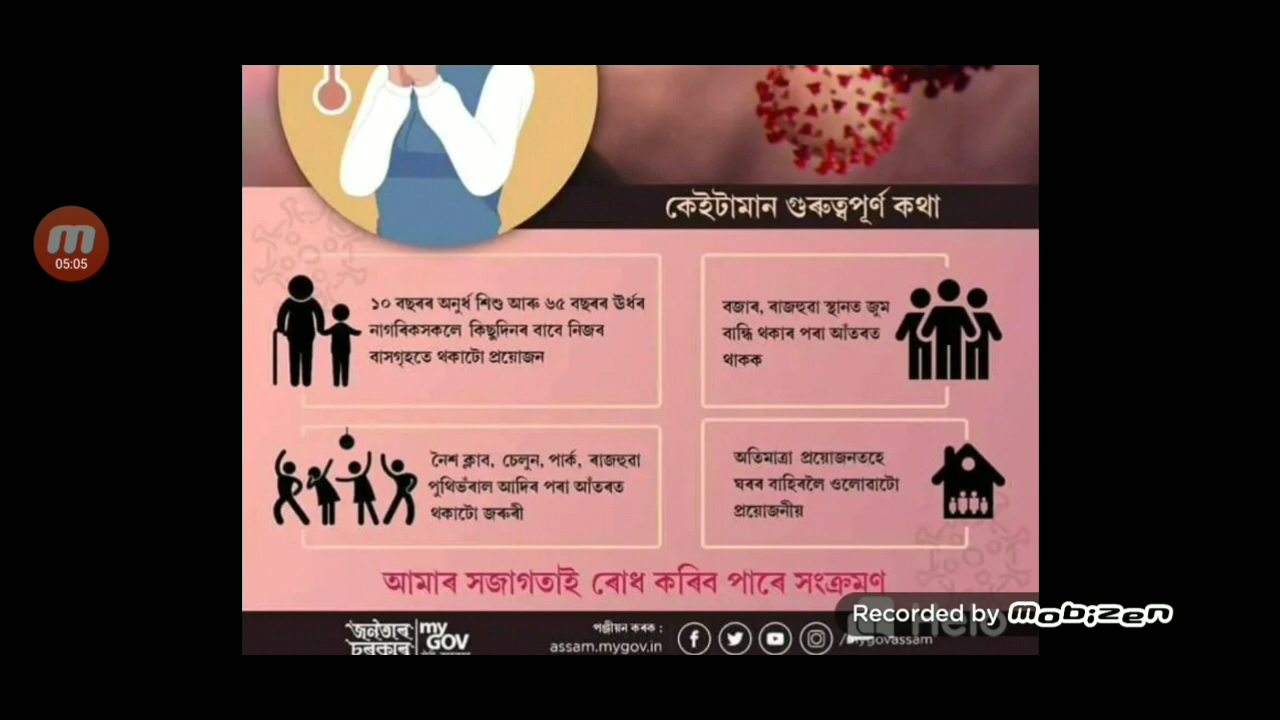 05:05
কেইটামান গুৰুত্বপূৰ্ণ কথা
১০ বছৰৰ অনুৰ্ধ শিশু আৰু ৬৫ বছৰৰ ঊৰ্ধৰ
নাগৰিকসকলে কিছুদিনৰ বাবে নিজৰ
বাসগৃহতে থকাটো প্ৰয়োজন
বজাৰ, ৰাজহুৱা স্থানত জুম
বান্ধি থকাৰ পৰা আঁতৰত
থাকক
নৈশ ক্লাব, চেলুন, পাৰ্ক, ৰাজহুৱা
পুথিভঁৰাল আদিৰ পৰা আঁতৰত
থকাটো জৰুৰী
অতিমাত্ৰা প্ৰয়োজনতহে
ঘৰৰ বাহিৰলৈ ওলোৱাটো
প্ৰয়োজনীয়
আমাৰ সজাগতাই ৰোধ কৰিব পাৰে সংক্ৰমণ
Recorded by mobizen
Helo
জনতাৰ
চৰকাৰ
my
GOV
পঞ্জীয়ন কৰক :
assam.mygov.in
/mygovassam